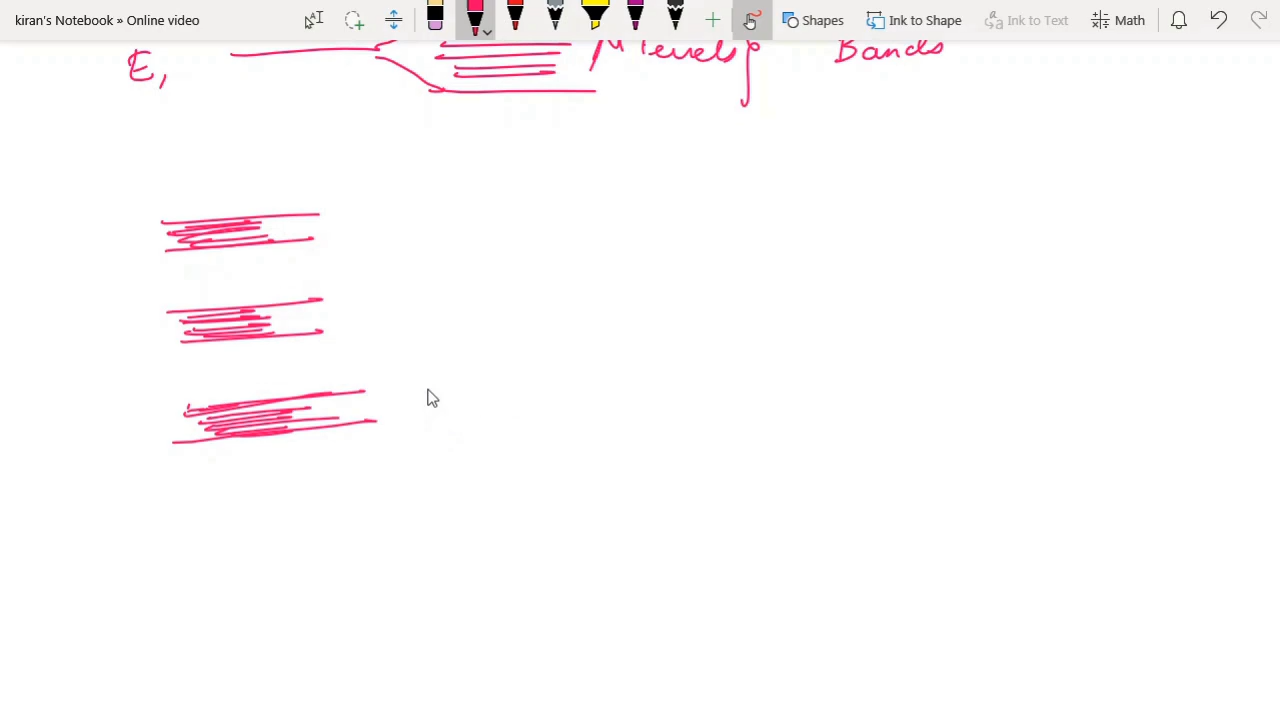 kiran's Notebook » Online video
Shapes
Ink to Shape
Ink to Text
Math
E,
levels
Bands